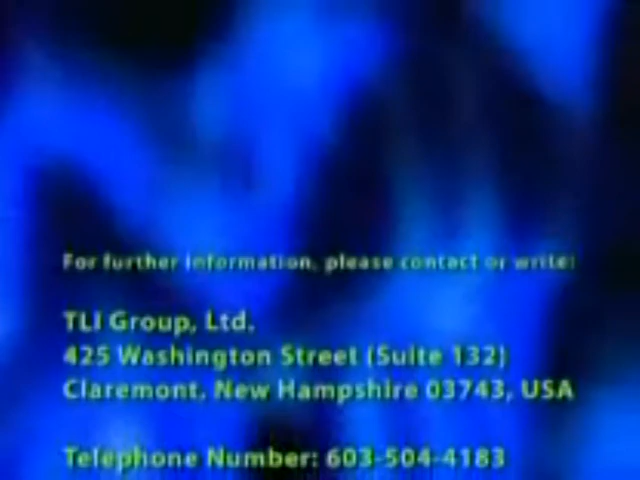 For further information, please contact or write:
TLI Group, Ltd.
425 Washington Street (Suite 132)
Claremont, New Hampshire 03743, USA
Telephone Number: 603-504-4183